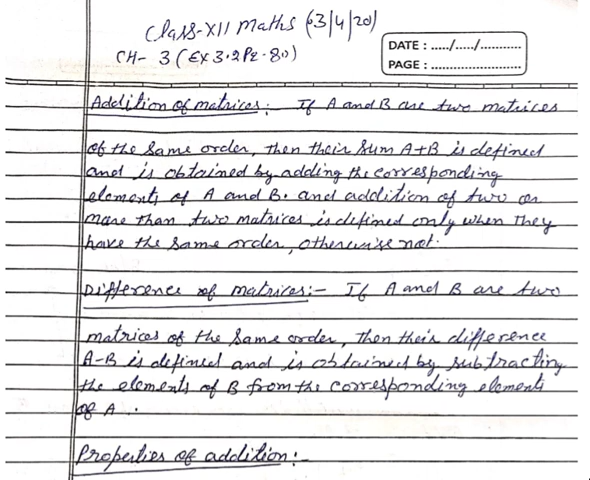 Class-XII Maths (3/4/20)
CH- 3 (Ex 3.2 Pg-80)
DATE : ...../...../...........
PAGE : ........................
Addition of matrices:- If A and B are two matrices
of the same order, then their sum A+B is defined
and is obtained by adding the corresponding
elements of A and B. and addition of two or
more than two matrices is defined only when they
have the same order, otherwise not.
Difference of matrices:- If A and B are two
matrices of the same order, then their difference
A-B is defined and is obtained by subtracting
the elements of B from the corresponding elements
of A.
Properties of addition:-